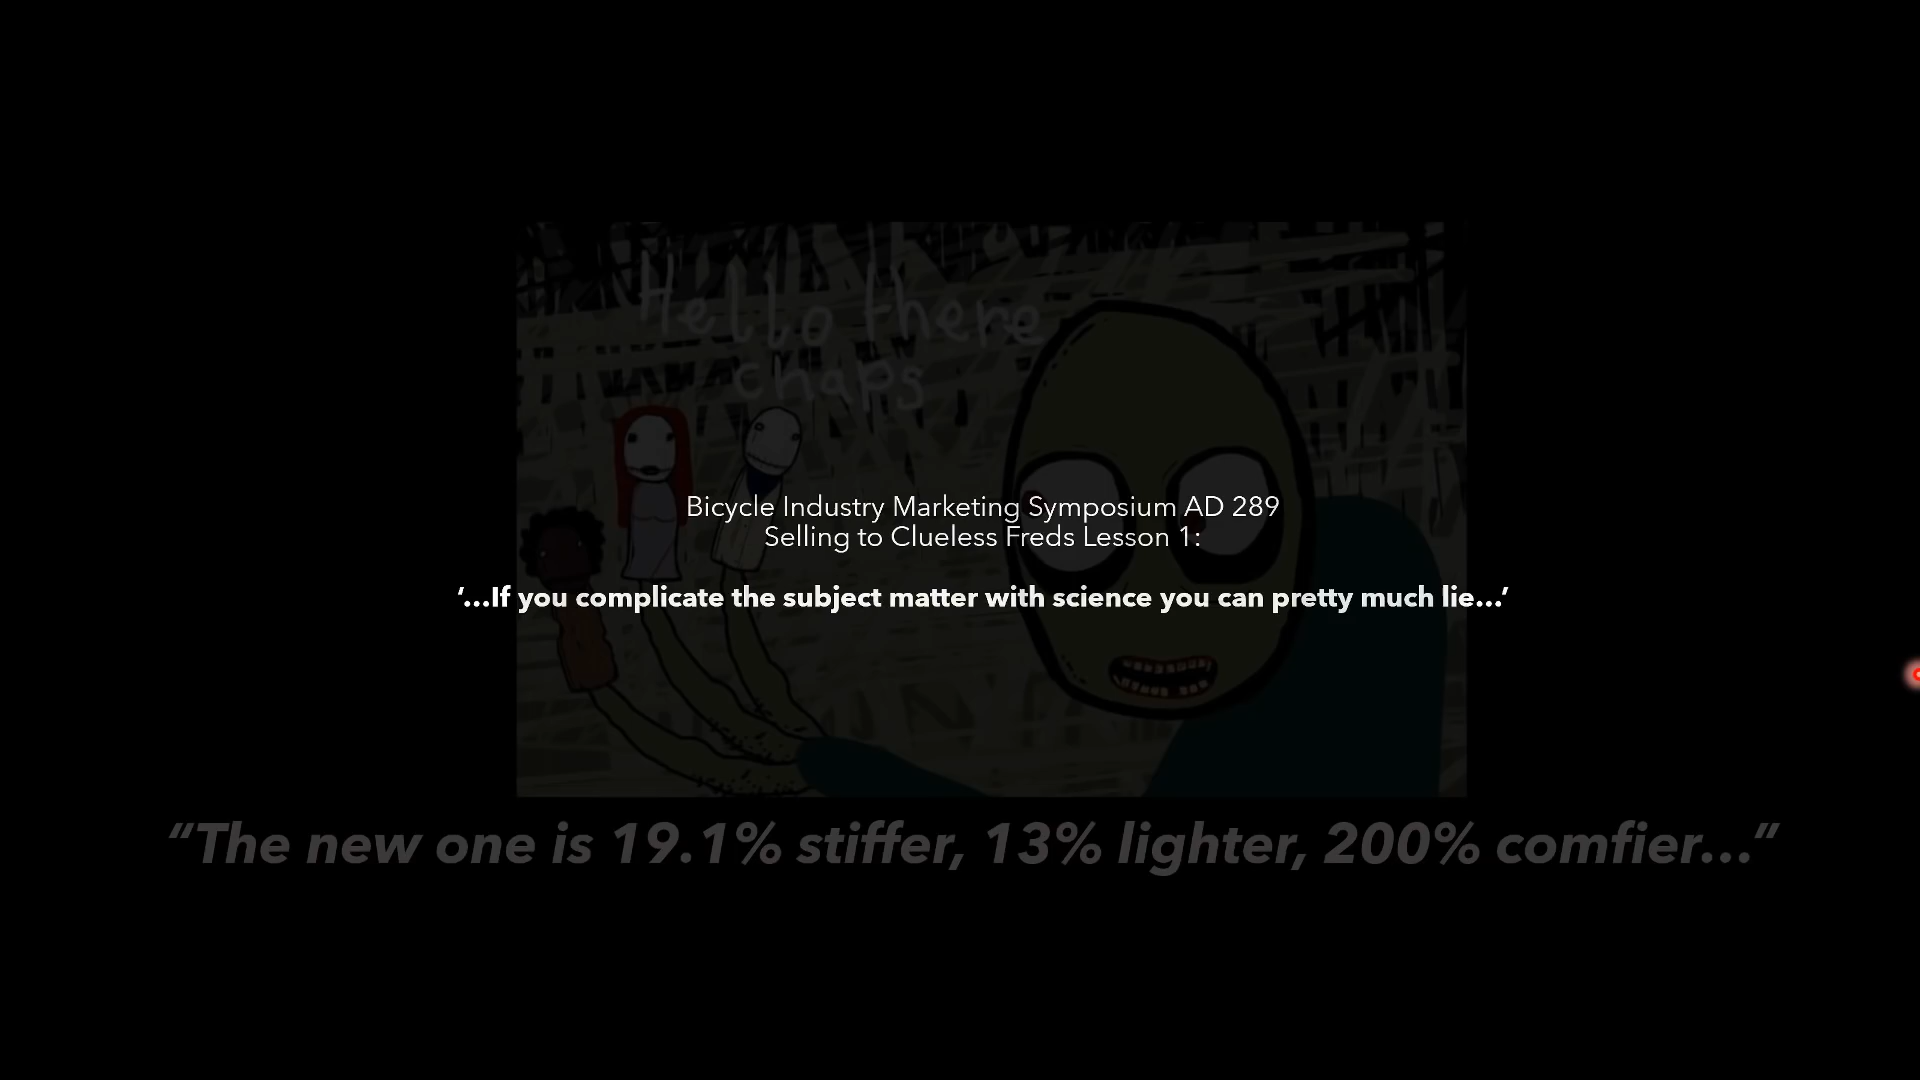 Hello there
chaps
Bicycle Industry Marketing Symposium AD 289
Selling to Clueless Freds Lesson 1:
‘...If you complicate the subject matter with science you can pretty much lie...’
“The new one is 19.1% stiffer, 13% lighter, 200% comfier...”